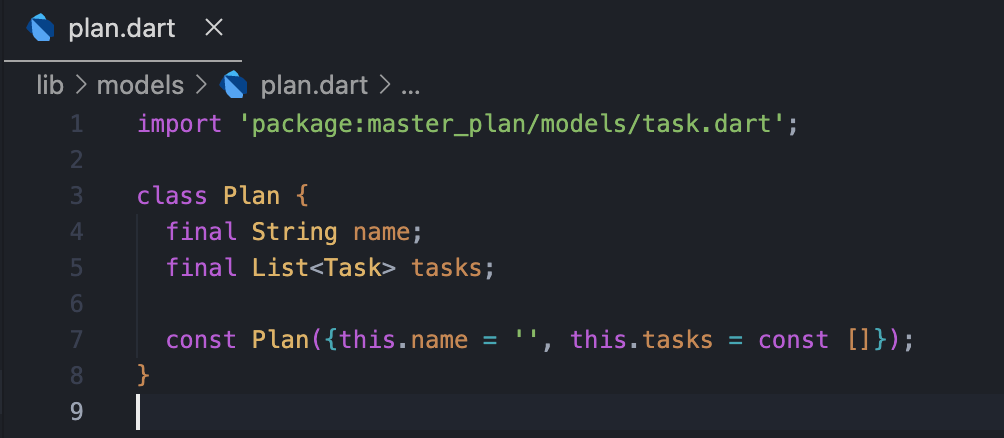 plan.dart ×
lib > models > plan.dart > ...
1 import 'package:master_plan/models/task.dart';
2
3 class Plan {
4   final String name;
5   final List<Task> tasks;
6
7   const Plan({this.name = '', this.tasks = const []});
8 }
9